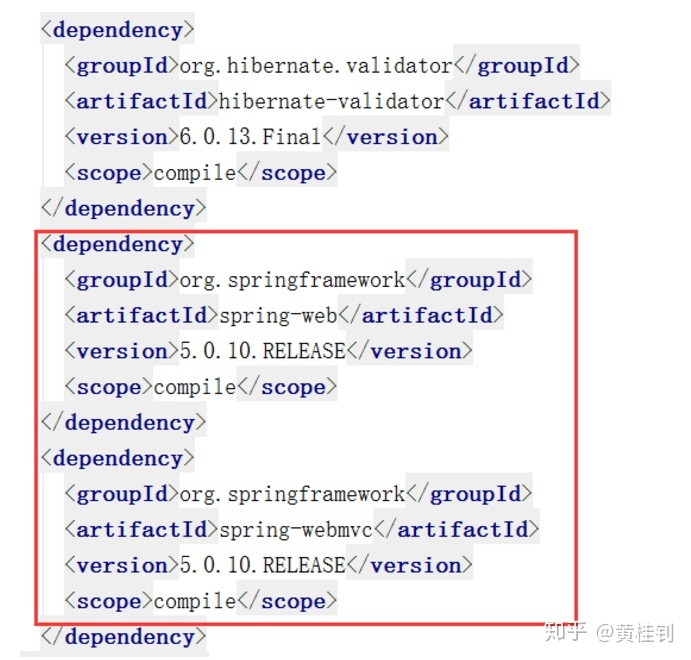 <dependency>
<groupId>org.hibernate.validator</groupId>
<artifactId>hibernate-validator</artifactId>
<version>6.0.13.Final</version>
<scope>compile</scope>
</dependency>
<dependency>
<groupId>org.springframework</groupId>
<artifactId>spring-web</artifactId>
<version>5.0.10.RELEASE</version>
<scope>compile</scope>
</dependency>
<dependency>
<groupId>org.springframework</groupId>
<artifactId>spring-webmvc</artifactId>
<version>5.0.10.RELEASE</version>
<scope>compile</scope>
</dependency>
知乎 @黄桂钊